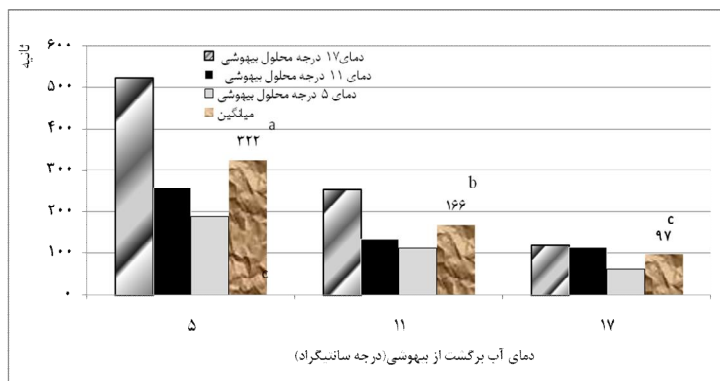 ثانیه
۶۰۰
۵۰۰
۴۰۰
۳۰۰
۲۰۰
۱۰۰
۰
دمای۱۷ درجه محلول بیهوشی
دمای ۱۱ درجه محلول بیهوشی
دمای ۵ درجه محلول بیهوشی
میانگین
a
۳۲۲
b
۱۶۶
c
۹۷
c
۵
۱۱
۱۷
دمای آب برگشت از بیهوشی(درجه سانتیگراد)